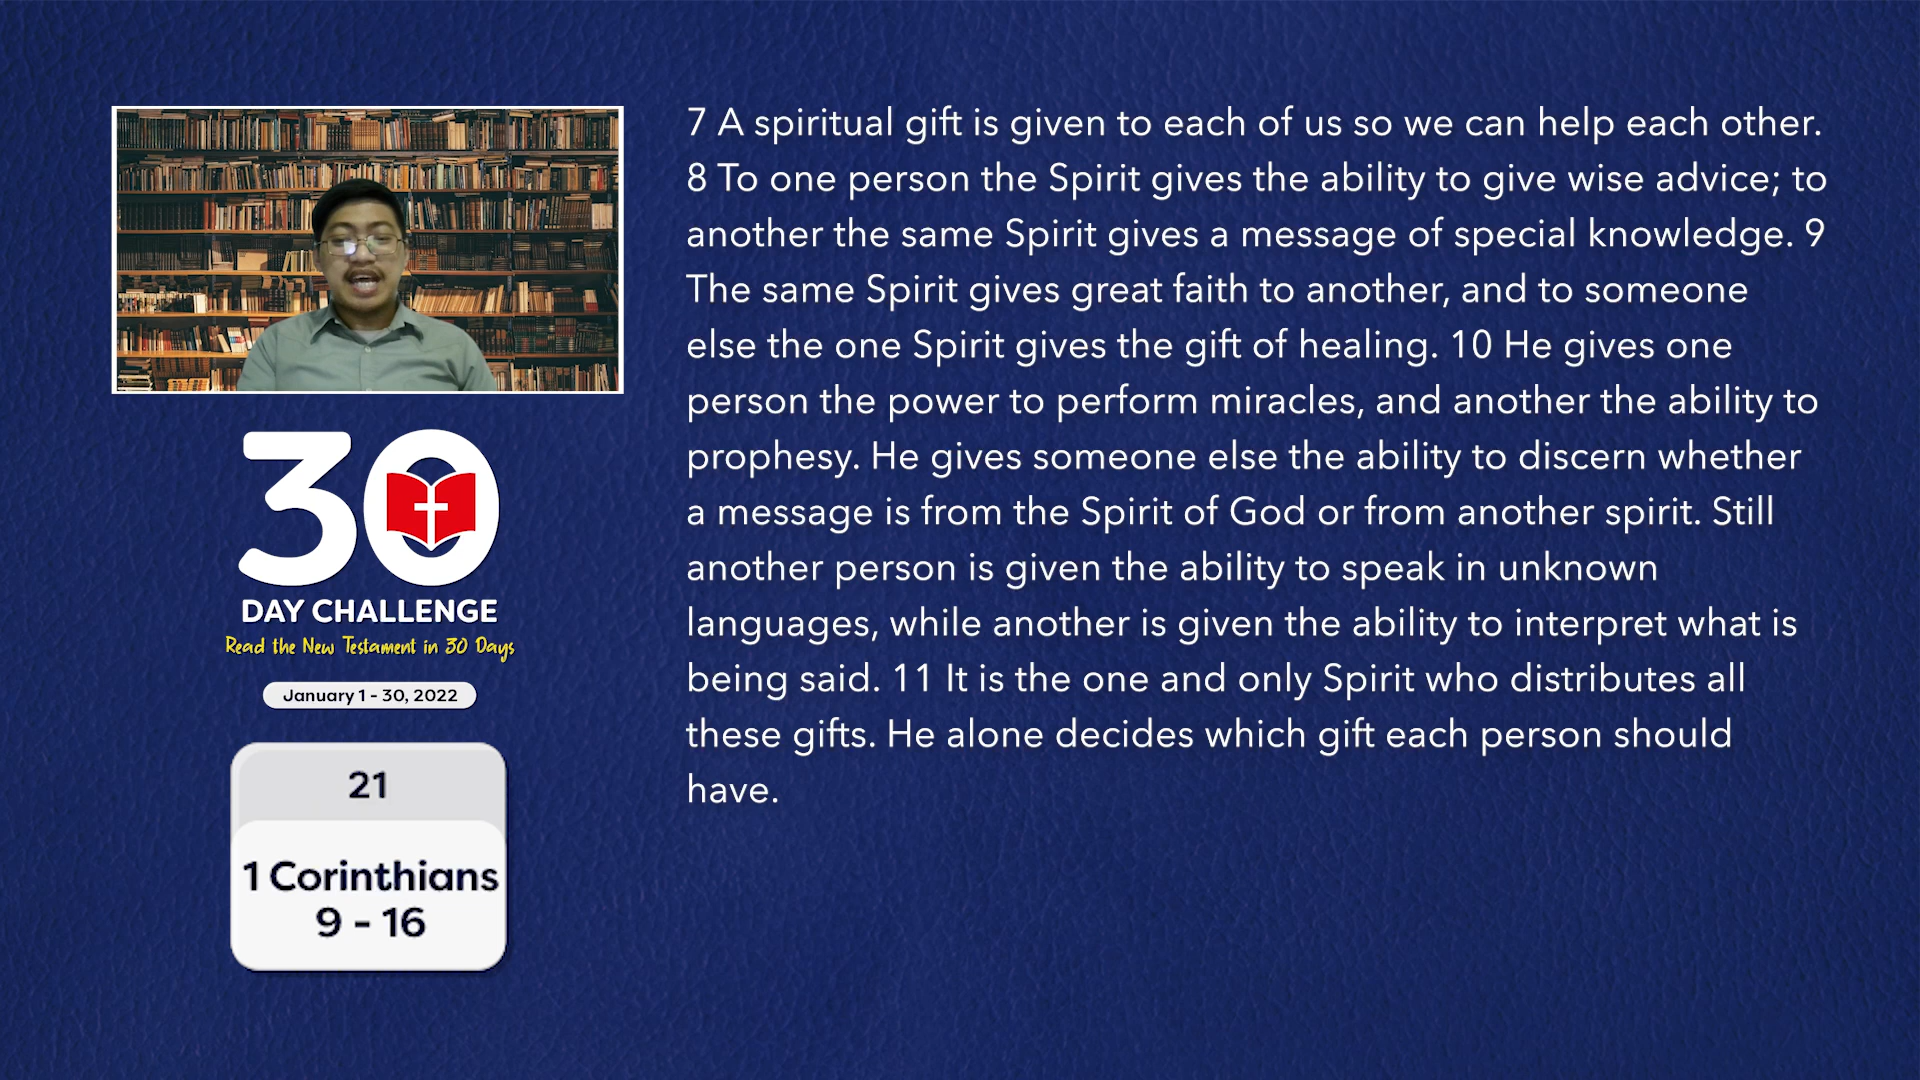 7 A spiritual gift is given to each of us so we can help each other.
8 To one person the Spirit gives the ability to give wise advice; to
another the same Spirit gives a message of special knowledge. 9
The same Spirit gives great faith to another, and to someone
else the one Spirit gives the gift of healing. 10 He gives one
person the power to perform miracles, and another the ability to
prophesy. He gives someone else the ability to discern whether
a message is from the Spirit of God or from another spirit. Still
another person is given the ability to speak in unknown
languages, while another is given the ability to interpret what is
being said. 11 It is the one and only Spirit who distributes all
these gifts. He alone decides which gift each person should
have.
30
DAY CHALLENGE
Read the New Testament in 30 Days
January 1 - 30, 2022
21
1 Corinthians
9 - 16